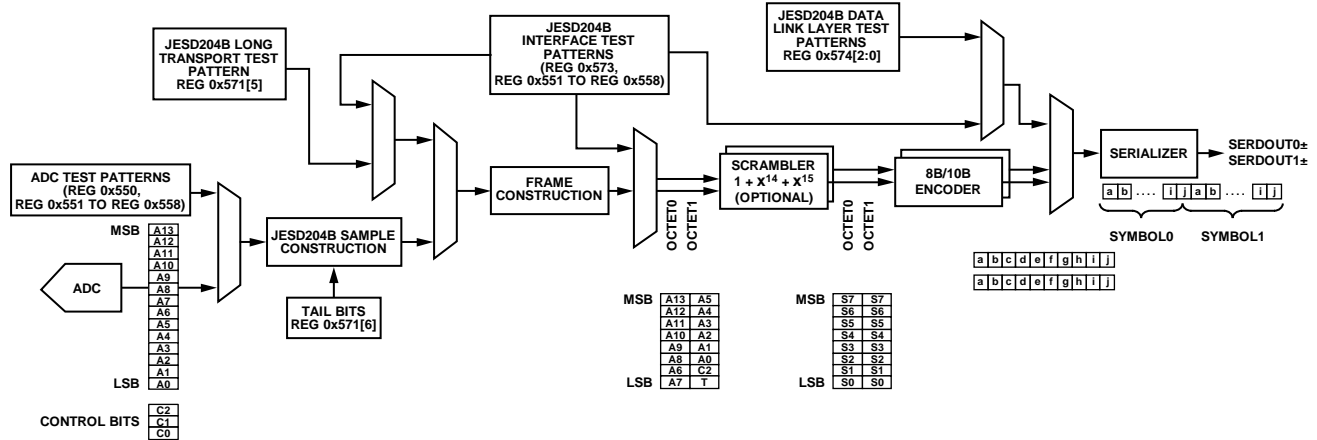 JESD204B LONG
TRANSPORT TEST
PATTERN
REG 0x571[5]
JESD204B
INTERFACE TEST
PATTERNS
(REG 0x573,
REG 0x551 TO REG 0x558)
JESD204B DATA
LINK LAYER TEST
PATTERNS
REG 0x574[2:0]
ADC TEST PATTERNS
(REG 0x550,
REG 0x551 TO REG 0x558)
MSB A13
A12
A11
A10
A9
A8
A7
A6
A5
A4
A3
A2
A1
LSB A0
CONTROL BITS
C2
C1
C0
ADC
JESD204B SAMPLE
CONSTRUCTION
TAIL BITS
REG 0x571[6]
FRAME
CONSTRUCTION
OCTET0
OCTET1
SCRAMBLER
1 + X14 + X15
(OPTIONAL)
OCTET0
OCTET1
8B/10B
ENCODER
SERIALIZER
SERDOUT0±
SERDOUT1±
a b .... i j a b .... i j
SYMBOL0 SYMBOL1
a b c d e f g h i j
a b c d e f g h i j
MSB A13 A5
A12 A4
A11 A3
A10 A2
A9 A1
A8 A0
A6 C2
LSB A7 T
MSB S7 S7
S6 S6
S5 S5
S4 S4
S3 S3
S2 S2
S1 S1
LSB S0 S0